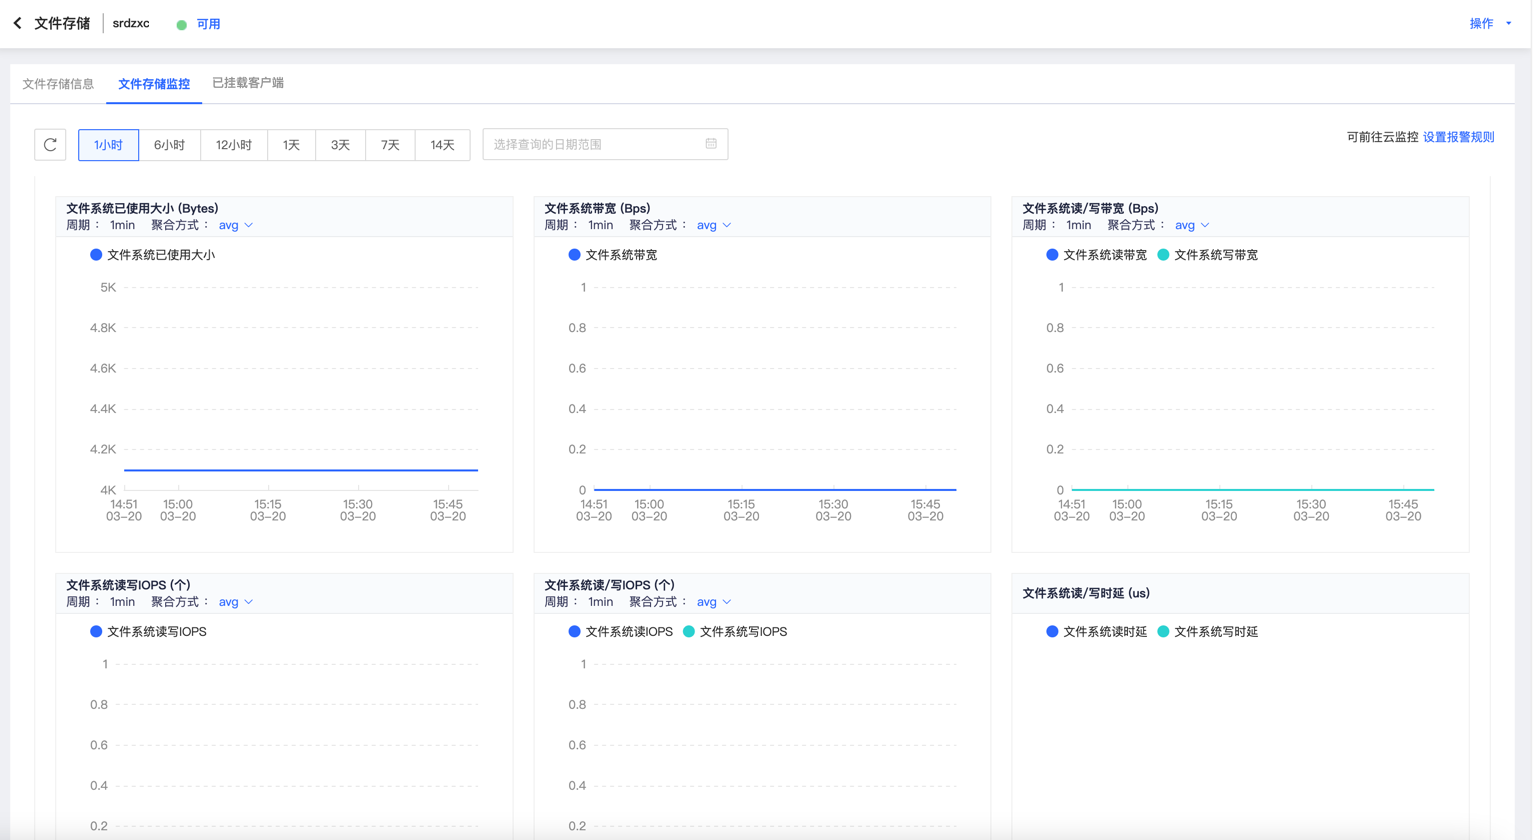 文件存储 srdzxc 可用 操作
文件存储信息 文件存储监控 已挂载客户端
1小时 6小时 12小时 1天 3天 7天 14天 选择查询的日期范围 可前往云监控 设置报警规则
文件系统已使用大小 (Bytes)
周期： 1min 聚合方式： avg
文件系统已使用大小
5K
4.8K
4.6K
4.4K
4.2K
4K
14:51 15:00 15:15 15:30 15:45
03-20 03-20 03-20 03-20 03-20
文件系统带宽 (Bps)
周期： 1min 聚合方式： avg
文件系统带宽
1
0.8
0.6
0.4
0.2
0
14:51 15:00 15:15 15:30 15:45
03-20 03-20 03-20 03-20 03-20
文件系统读/写带宽 (Bps)
周期： 1min 聚合方式： avg
文件系统读带宽 文件系统写带宽
1
0.8
0.6
0.4
0.2
0
14:51 15:00 15:15 15:30 15:45
03-20 03-20 03-20 03-20 03-20
文件系统读写IOPS (个)
周期： 1min 聚合方式： avg
文件系统读写IOPS
1
0.8
0.6
0.4
0.2
文件系统读/写IOPS (个)
周期： 1min 聚合方式： avg
文件系统读IOPS 文件系统写IOPS
1
0.8
0.6
0.4
0.2
文件系统读/写时延 (us)
文件系统读时延 文件系统写时延